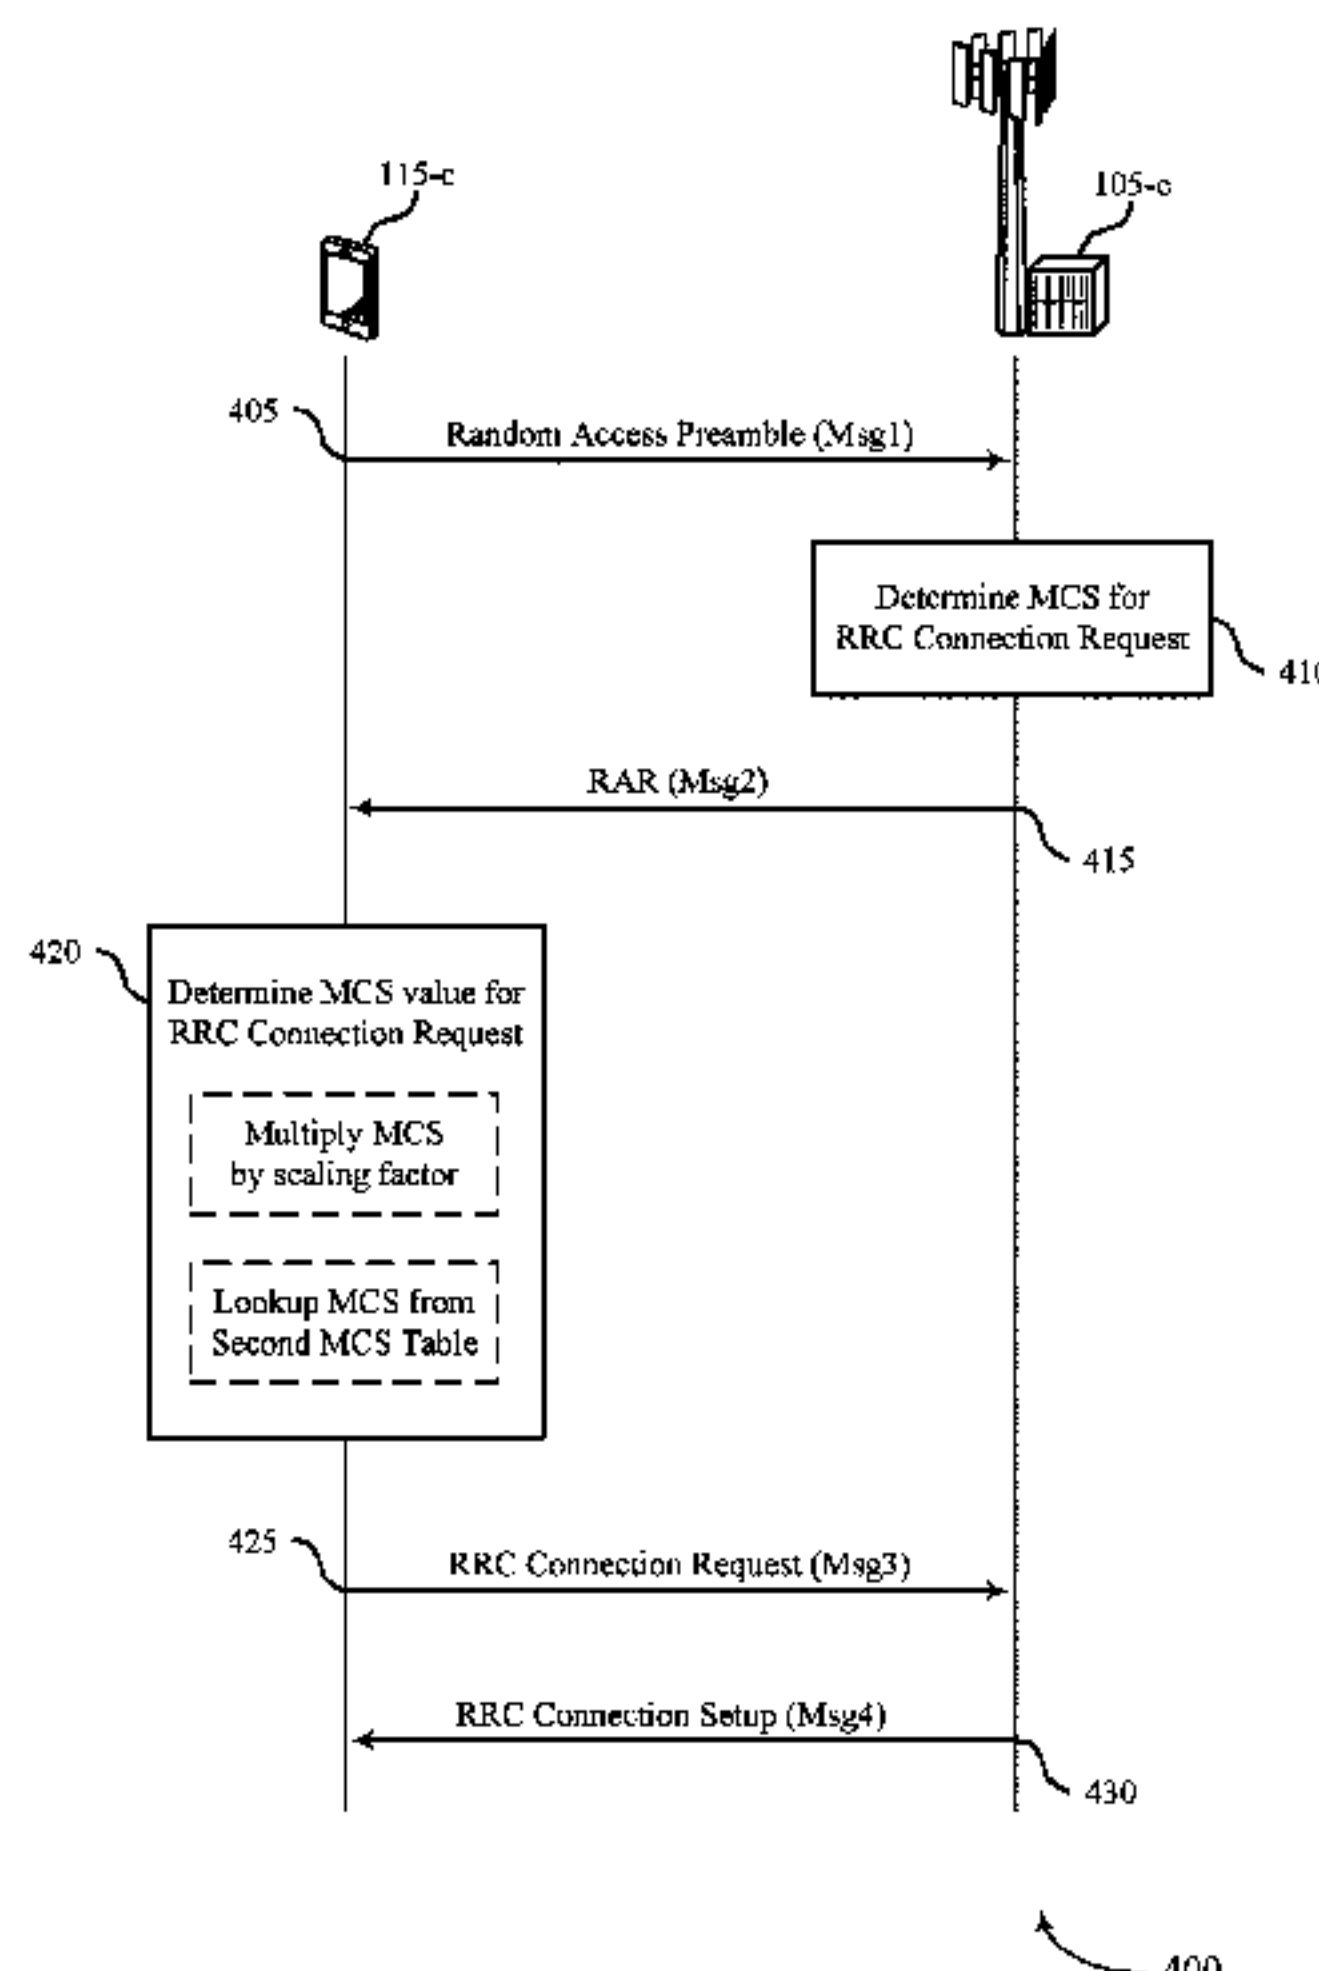 115-c
105-c
405
Random Access Preamble (Msg1)
Determine MCS for
RRC Connection Request
410
RAR (Msg2)
415
420
Determine MCS value for
RRC Connection Request
Multiply MCS
by scaling factor
Lookup MCS from
Second MCS Table
425
RRC Connection Request (Msg3)
RRC Connection Setup (Msg4)
430
400